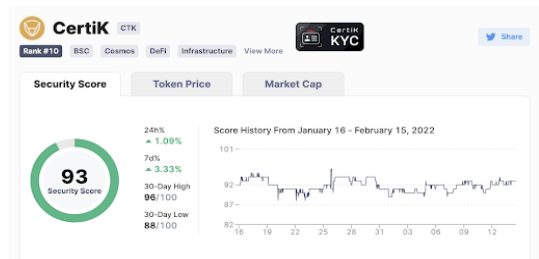 CertiK CTK
CertiK
KYC
Share
Rank #10 BSC Cosmos DeFi Infrastructure View More
Security Score Token Price Market Cap
24h%
1.09%
7d%
3.33%
30-Day High
96/100
30-Day Low
88/100
93
Security Score
Score History From January 16 - February 15, 2022
101
92
87
82
16 19 22 25 28 31 03 06 09 12